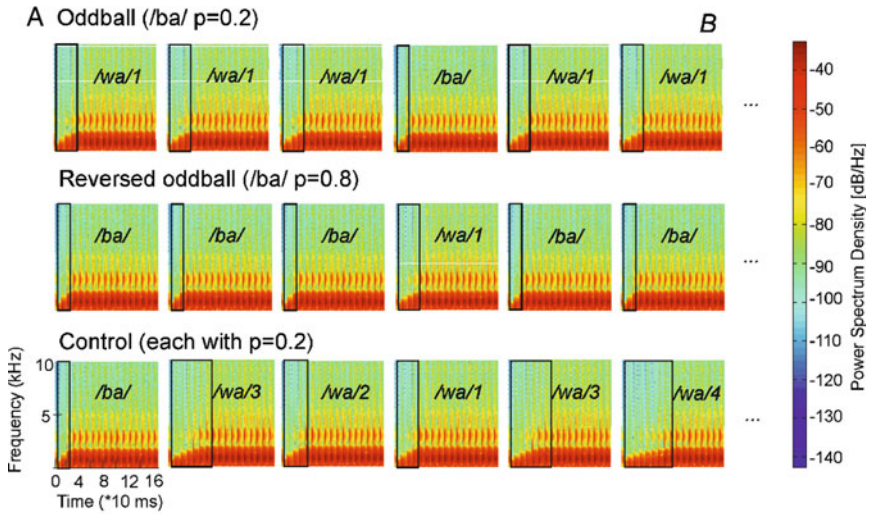 A Oddball (/ba/ p=0.2) B
/wa/1 /wa/1 /wa/1 /ba/ /wa/1 /wa/1 ...
Reversed oddball (/ba/ p=0.8)
/ba/ /ba/ /ba/ /wa/1 /ba/ /ba/ ...
Control (each with p=0.2)
/ba/ /wa/3 /wa/2 /wa/1 /wa/3 /wa/4 ...
Frequency (kHz)
10
5
0 4 8 12 16
Time (*10 ms)
-40
-50
-60
-70
-80
-90
-100
-110
-120
-130
-140
Power Spectrum Density [dB/Hz]